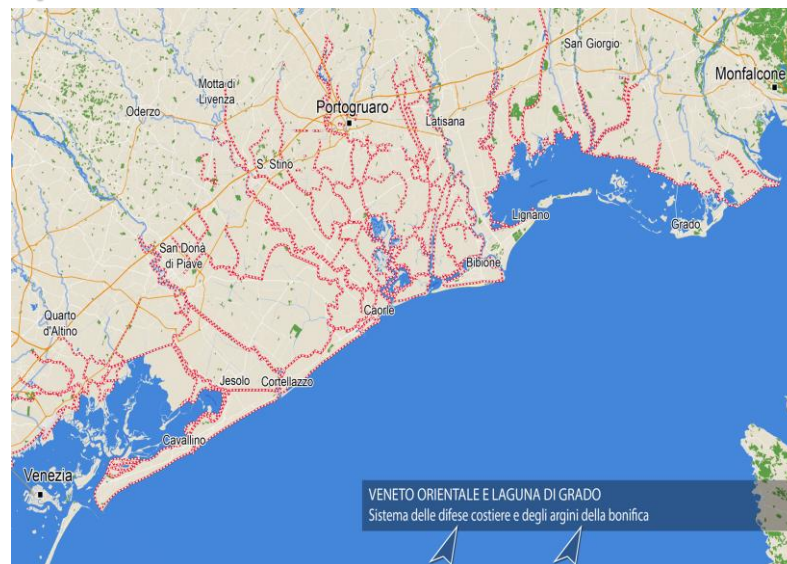 San Giorgio
Monfalcone
Motta di
Livenza
Oderzo
Portogruaro
Latisana
S. Stino
Lignano
Grado
San Donà
di Piave
Bibione
Caorle
Quarto
d'Altino
Jesolo
Cortellazzo
Cavallino
Venezia
VENETO ORIENTALE E LAGUNA DI GRADO
Sistema delle difese costiere e degli argini della bonifica